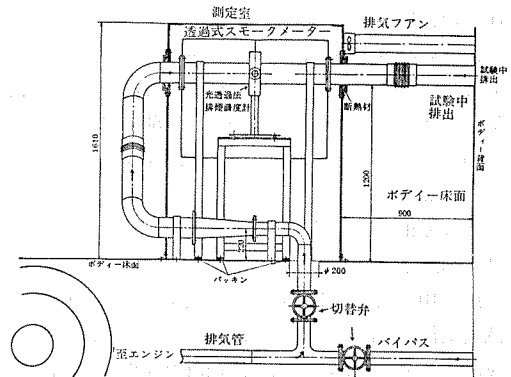 測定室
透過式スモークメーター
排気フアン
試験中
排出
試験中
排出
光透過法
排煙濃度計
断熱材
ボディー背面
1610
1200
ボデイー床面
900
220
ボディー床面
パッキン
φ200
切替弁
排気管
バイパス
至エンジン